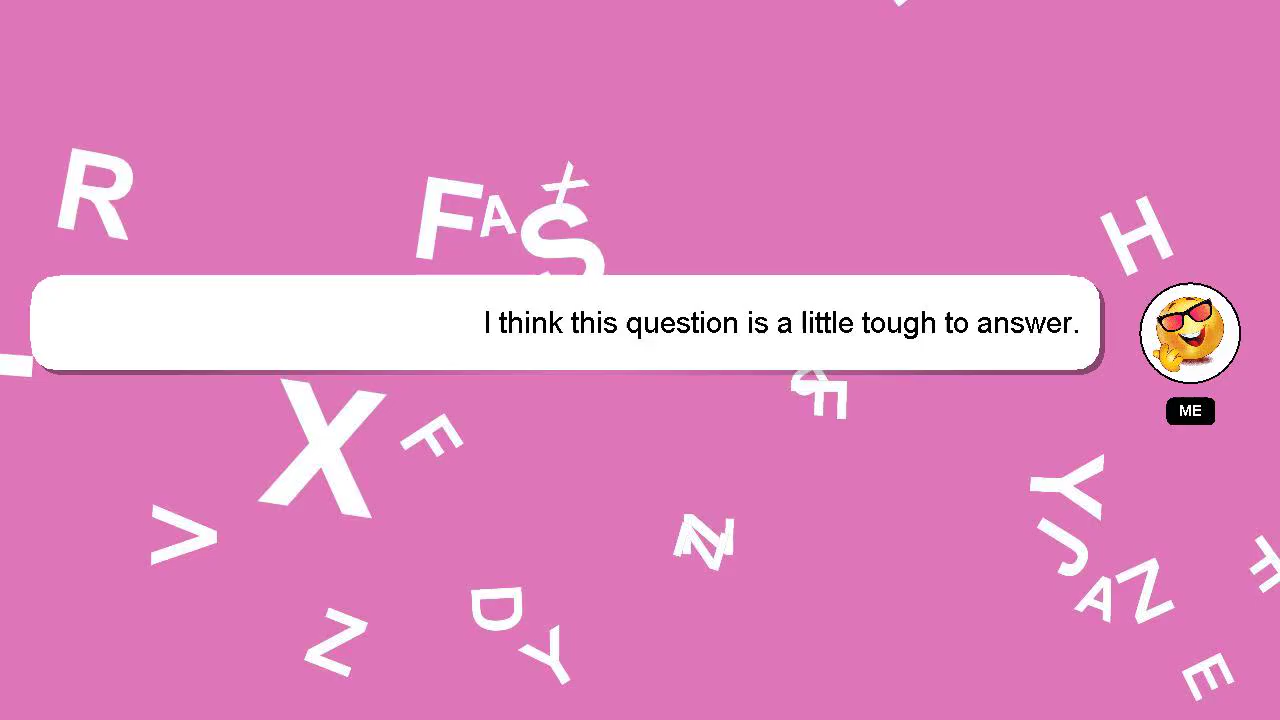 R
F
A
X
S
H
I think this question is a little tough to answer.
ME
X
F
F
Y
V
N
J
Z
A
N
D
Y
F
E